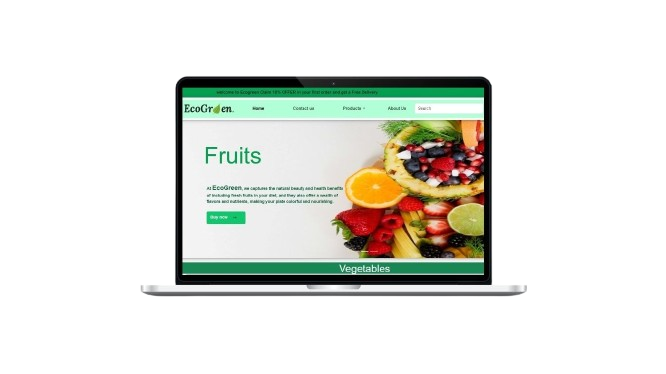 welcome to Ecogreen Claim 10% OFFER in your first order and get a Free Delivery
EcoGreen.
Home
Contact us
Products
About Us
Search
Fruits
At EcoGreen, we captures the natural beauty and health benefits
of including fresh fruits in your diet, and they also offer a wealth of
flavors and nutrients, making your plate colorful and nourishing.
Buy now
Vegetables